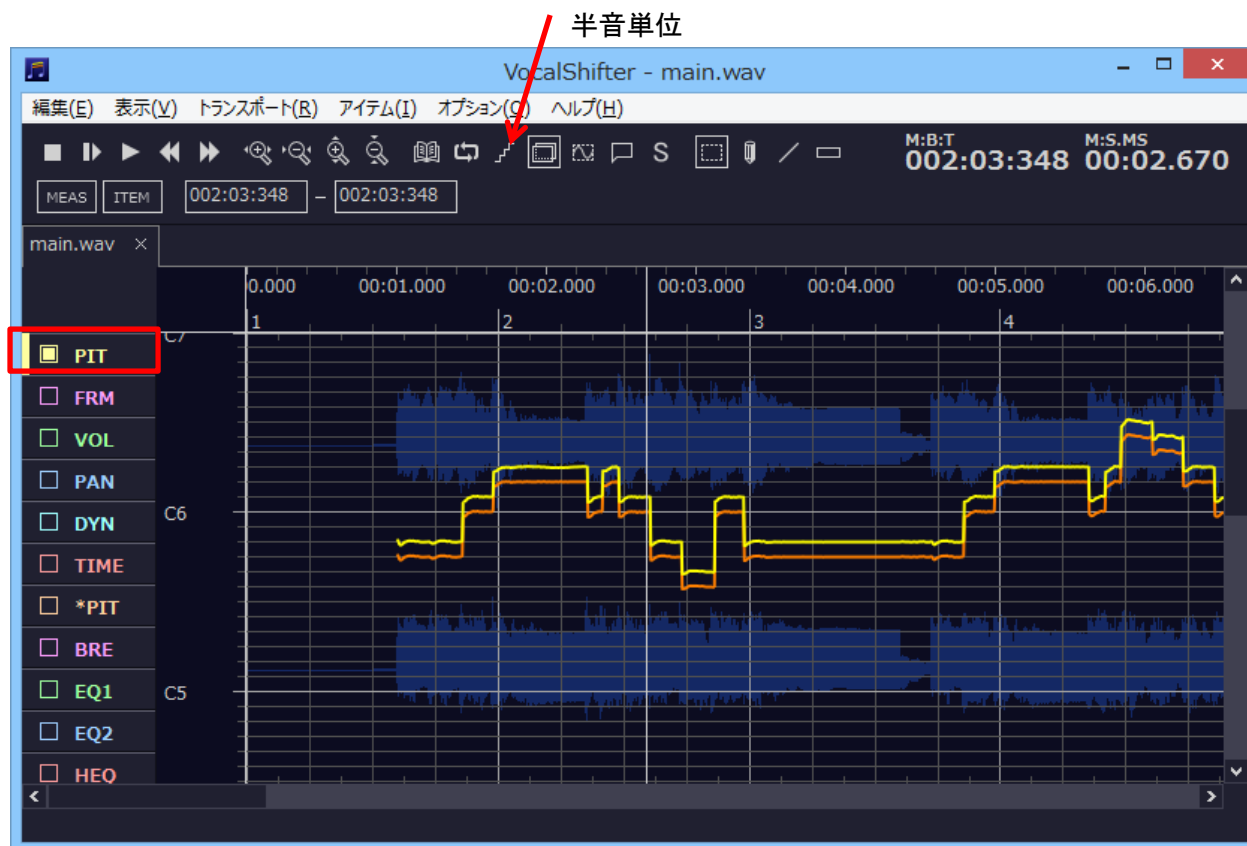 半音単位
VocalShifter - main.wav
編集(E) 表示(V) トランスポート(R) アイテム(I) オプション(O) ヘルプ(H)
S
M:B:T
002:03:348
M:S.MS
00:02.670
MEAS ITEM 002:03:348 – 002:03:348
main.wav ×
0.000 00:01.000 00:02.000 00:03.000 00:04.000 00:05.000 00:06.000
1 2 3 4
C7
PIT
FRM
VOL
PAN
DYN
C6
TIME
*PIT
BRE
EQ1
C5
EQ2
HEQ